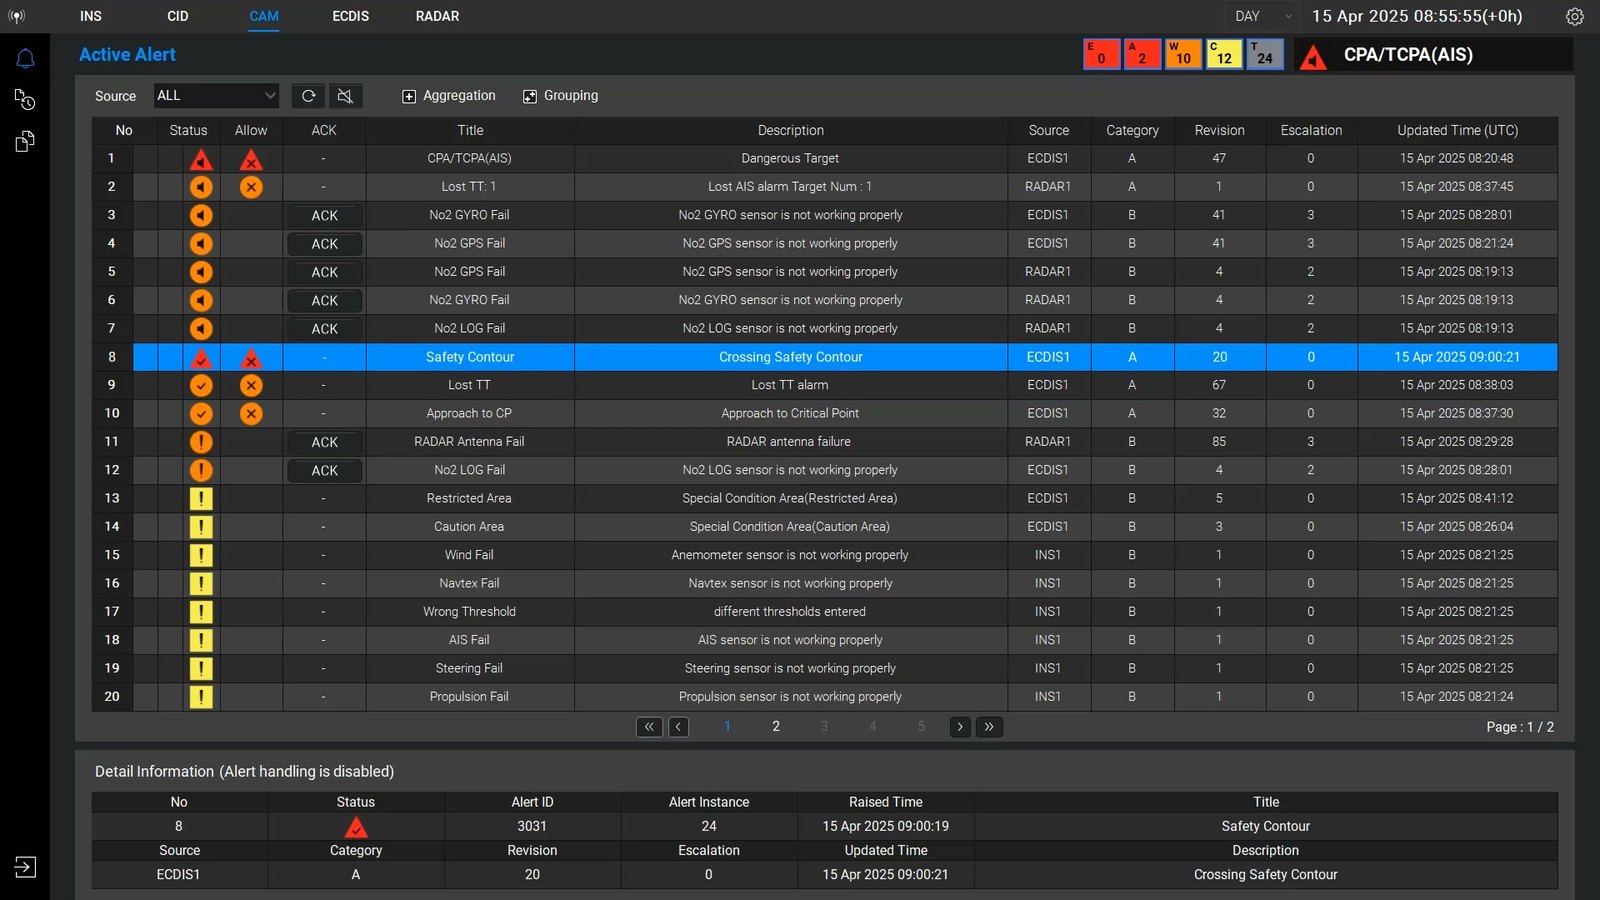 INS CID CAM ECDIS RADAR DAY 15 Apr 2025 08:55:55(+0h)
Active Alert E 0 A 2 W 10 C 12 T 24 CPA/TCPA(AIS)
Source ALL Aggregation Grouping
No Status Allow ACK Title Description Source Category Revision Escalation Updated Time (UTC)
1 - CPA/TCPA(AIS) Dangerous Target ECDIS1 A 47 0 15 Apr 2025 08:20:48
2 - Lost TT: 1 Lost AIS alarm Target Num : 1 RADAR1 A 1 0 15 Apr 2025 08:37:45
3 ACK No2 GYRO Fail No2 GYRO sensor is not working properly ECDIS1 B 41 3 15 Apr 2025 08:28:01
4 ACK No2 GPS Fail No2 GPS sensor is not working properly ECDIS1 B 41 3 15 Apr 2025 08:21:24
5 ACK No2 GPS Fail No2 GPS sensor is not working properly RADAR1 B 4 2 15 Apr 2025 08:19:13
6 ACK No2 GYRO Fail No2 GYRO sensor is not working properly RADAR1 B 4 2 15 Apr 2025 08:19:13
7 ACK No2 LOG Fail No2 LOG sensor is not working properly RADAR1 B 4 2 15 Apr 2025 08:19:13
8 - Safety Contour Crossing Safety Contour ECDIS1 A 20 0 15 Apr 2025 09:00:21
9 - Lost TT Lost TT alarm ECDIS1 A 67 0 15 Apr 2025 08:38:03
10 - Approach to CP Approach to Critical Point ECDIS1 A 32 0 15 Apr 2025 08:37:30
11 ACK RADAR Antenna Fail RADAR antenna failure RADAR1 B 85 3 15 Apr 2025 08:29:28
12 ACK No2 LOG Fail No2 LOG sensor is not working properly ECDIS1 B 4 2 15 Apr 2025 08:28:01
13 - Restricted Area Special Condition Area(Restricted Area) ECDIS1 B 5 0 15 Apr 2025 08:41:12
14 - Caution Area Special Condition Area(Caution Area) ECDIS1 B 3 0 15 Apr 2025 08:26:04
15 - Wind Fail Anemometer sensor is not working properly INS1 B 1 0 15 Apr 2025 08:21:25
16 - Navtex Fail Navtex sensor is not working properly INS1 B 1 0 15 Apr 2025 08:21:25
17 - Wrong Threshold different thresholds entered INS1 B 1 0 15 Apr 2025 08:21:25
18 - AIS Fail AIS sensor is not working properly INS1 B 1 0 15 Apr 2025 08:21:25
19 - Steering Fail Steering sensor is not working properly INS1 B 1 0 15 Apr 2025 08:21:25
20 - Propulsion Fail Propulsion sensor is not working properly INS1 B 1 0 15 Apr 2025 08:21:24
1 2 3 4 5 Page : 1 / 2
Detail Information (Alert handling is disabled)
No Status Alert ID Alert Instance Raised Time Title
8 3031 24 15 Apr 2025 09:00:19 Safety Contour
Source Category Revision Escalation Updated Time Description
ECDIS1 A 20 0 15 Apr 2025 09:00:21 Crossing Safety Contour